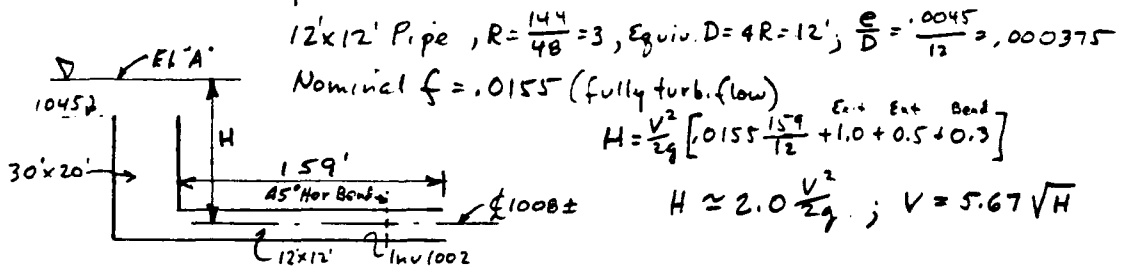 12'x12' Pipe, R = 144/48 = 3, Equiv. D = 4R = 12'; e/D = .0045/12 = .000375
El "A"
Nominal f = .0155 (fully turb. flow)
1045±
Exit Ent Bend
H = V²/2g [.0155 159/12 + 1.0 + 0.5 + 0.3]
H
30'x20'
159'
45° Hor Bend
₵ 1008 ±
H ≃ 2.0 V²/2g ; V = 5.67 √H
12'x12'
Inv 1002